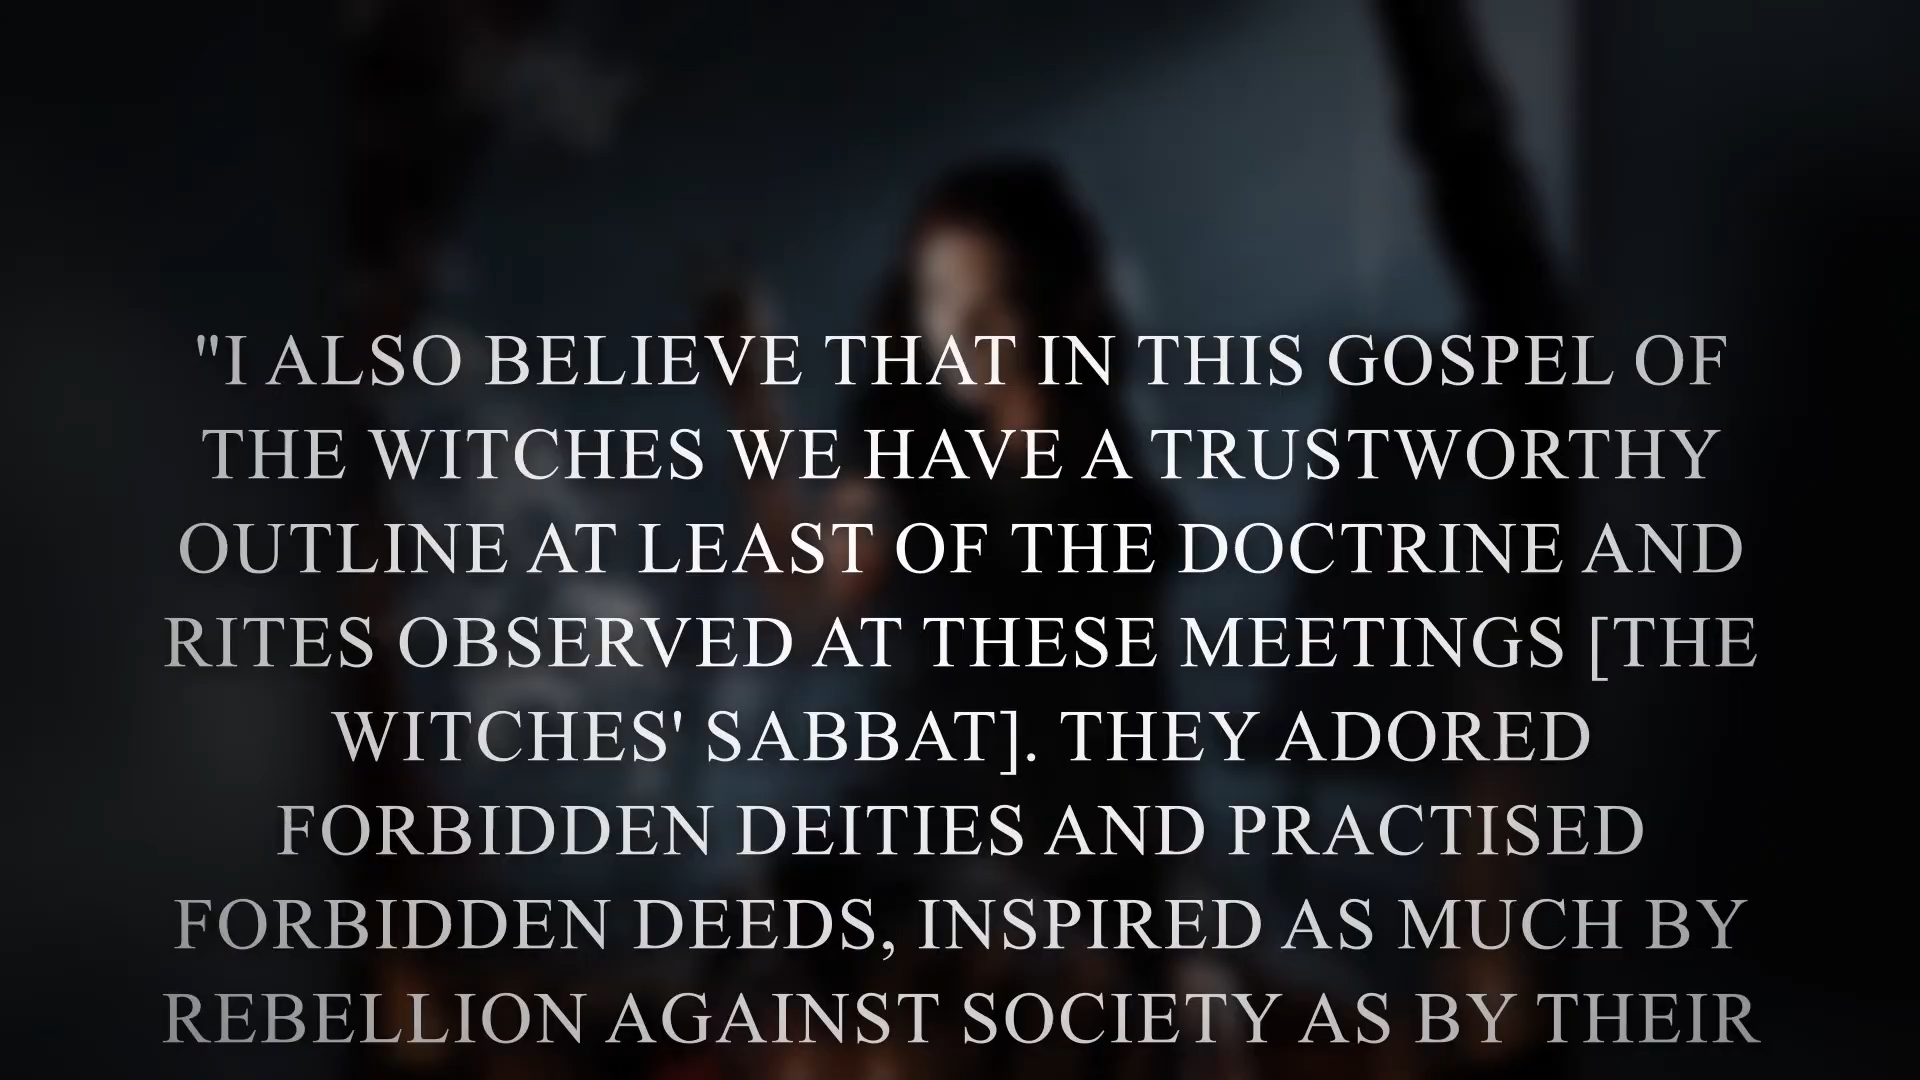 "I ALSO BELIEVE THAT IN THIS GOSPEL OF
THE WITCHES WE HAVE A TRUSTWORTHY
OUTLINE AT LEAST OF THE DOCTRINE AND
RITES OBSERVED AT THESE MEETINGS [THE
WITCHES' SABBAT]. THEY ADORED
FORBIDDEN DEITIES AND PRACTISED
FORBIDDEN DEEDS, INSPIRED AS MUCH BY
REBELLION AGAINST SOCIETY AS BY THEIR